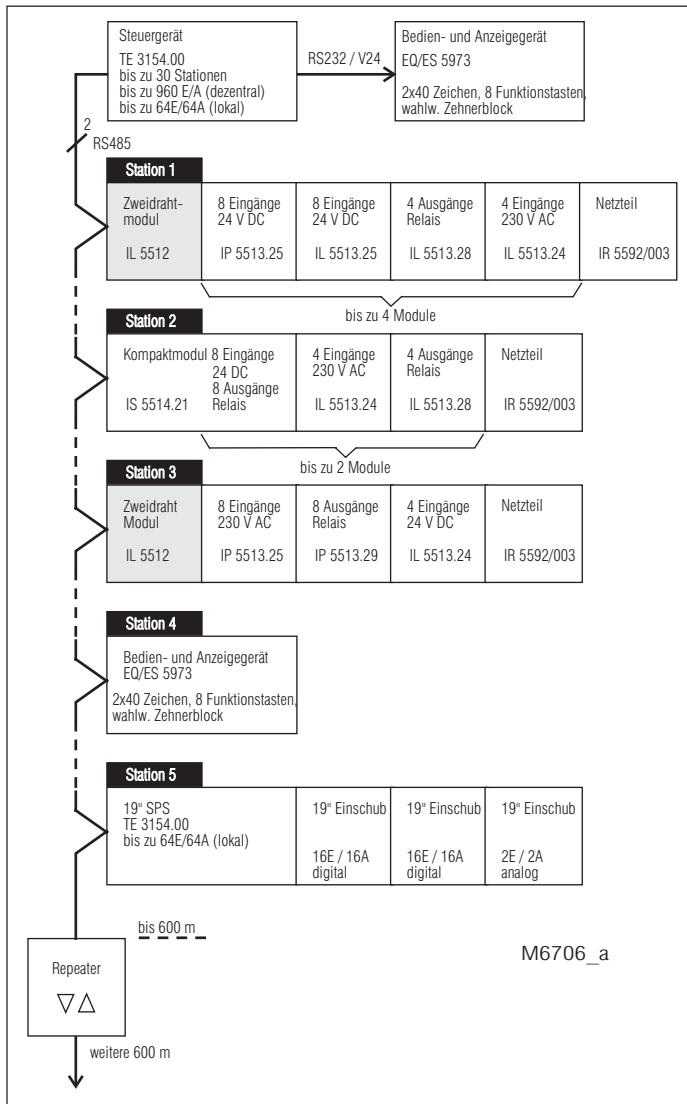 Steuergerät
TE 3154.00
bis zu 30 Stationen
bis zu 960 E/A (dezentral)
bis zu 64E/64A (lokal)
RS232 / V24
Bedien- und Anzeigegerät
EQ/ES 5973
2x40 Zeichen, 8 Funktionstasten,
wahlw. Zehnerblock
2
RS485
Station 1
Zweidraht-
modul
IL 5512
8 Eingänge
24 V DC
IP 5513.25
8 Eingänge
24 V DC
IL 5513.25
4 Ausgänge
Relais
IL 5513.28
4 Eingänge
230 V AC
IL 5513.24
Netzteil
IR 5592/003
bis zu 4 Module
Station 2
Kompaktmodul
IS 5514.21
8 Eingänge
24 DC
8 Ausgänge
Relais
4 Eingänge
230 V AC
IL 5513.24
4 Ausgänge
Relais
IL 5513.28
Netzteil
IR 5592/003
bis zu 2 Module
Station 3
Zweidraht
Modul
IL 5512
8 Eingänge
230 V AC
IP 5513.25
8 Ausgänge
Relais
IP 5513.29
4 Eingänge
24 V DC
IL 5513.24
Netzteil
IR 5592/003
Station 4
Bedien- und Anzeigegerät
EQ/ES 5973
2x40 Zeichen, 8 Funktionstasten,
wahlw. Zehnerblock
Station 5
19" SPS
TE 3154.00
bis zu 64E/64A (lokal)
19" Einschub
16E / 16A
digital
19" Einschub
16E / 16A
digital
19" Einschub
2E / 2A
analog
bis 600 m
M6706_a
Repeater
weitere 600 m